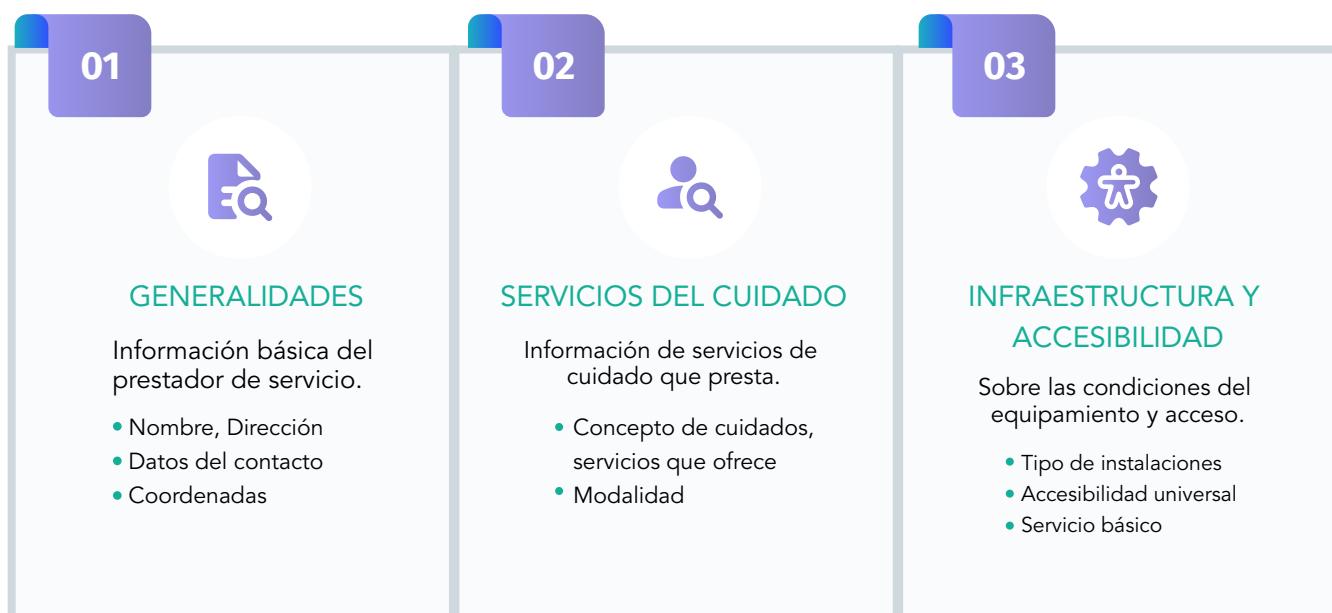 01
GENERALIDADES
Información básica del
prestador de servicio.
• Nombre, Dirección
• Datos del contacto
• Coordenadas
02
SERVICIOS DEL CUIDADO
Información de servicios de
cuidado que presta.
• Concepto de cuidados,
servicios que ofrece
• Modalidad
03
INFRAESTRUCTURA Y
ACCESIBILIDAD
Sobre las condiciones del
equipamiento y acceso.
• Tipo de instalaciones
• Accesibilidad universal
• Servicio básico